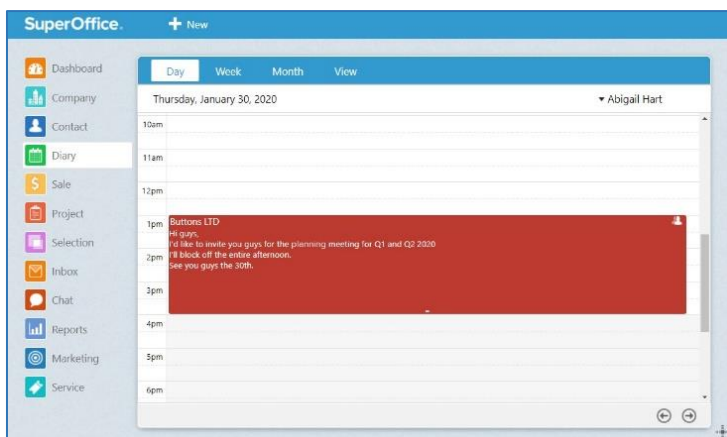 SuperOffice.
New
Dashboard
Company
Contact
Diary
Sale
Project
Selection
Inbox
Chat
Reports
Marketing
Service
Day Week Month View
Thursday, January 30, 2020 Abigail Hart
10am
11am
12pm
1pm
2pm
3pm
4pm
5pm
6pm
Buttons LTD
Hi guys,
I'd like to invite you guys for the planning meeting for Q1 and Q2 2020
I'll block off the entire afternoon.
See you guys the 30th.